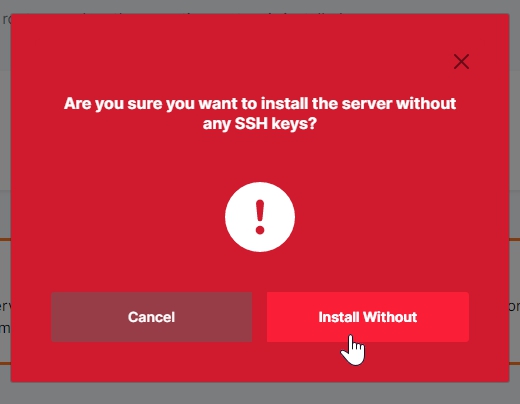 Are you sure you want to install the server without
any SSH keys?
Cancel
Install Without